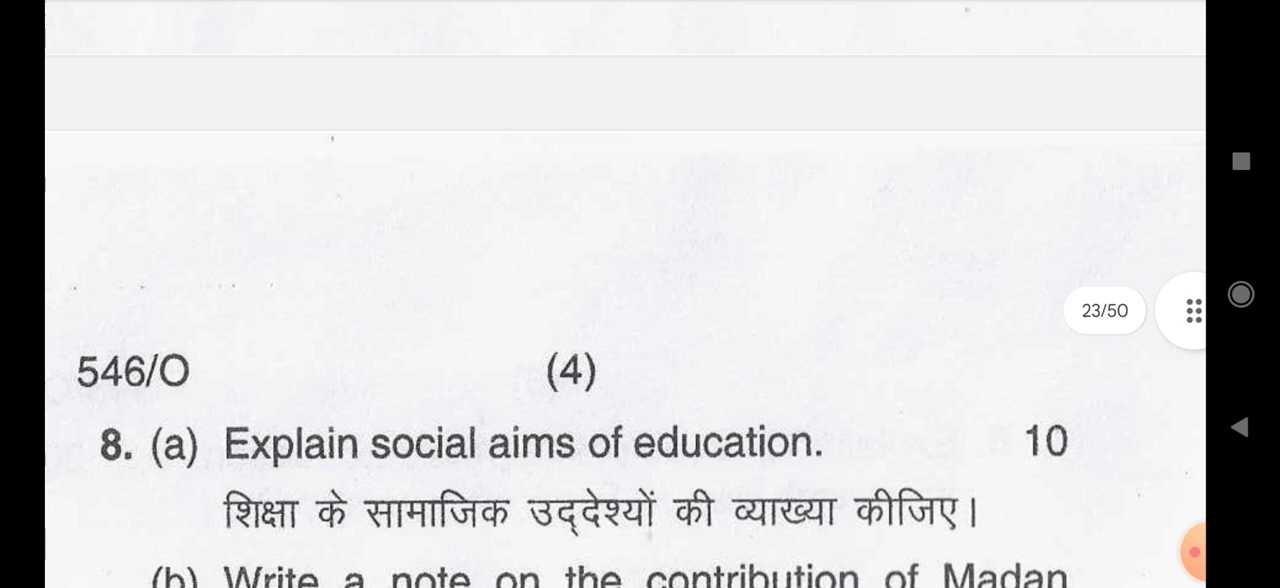 23/50
546/O (4)
8. (a) Explain social aims of education. 10
शिक्षा के सामाजिक उद्देश्यों की व्याख्या कीजिए।
(b) Write a note on the contribution of Madan